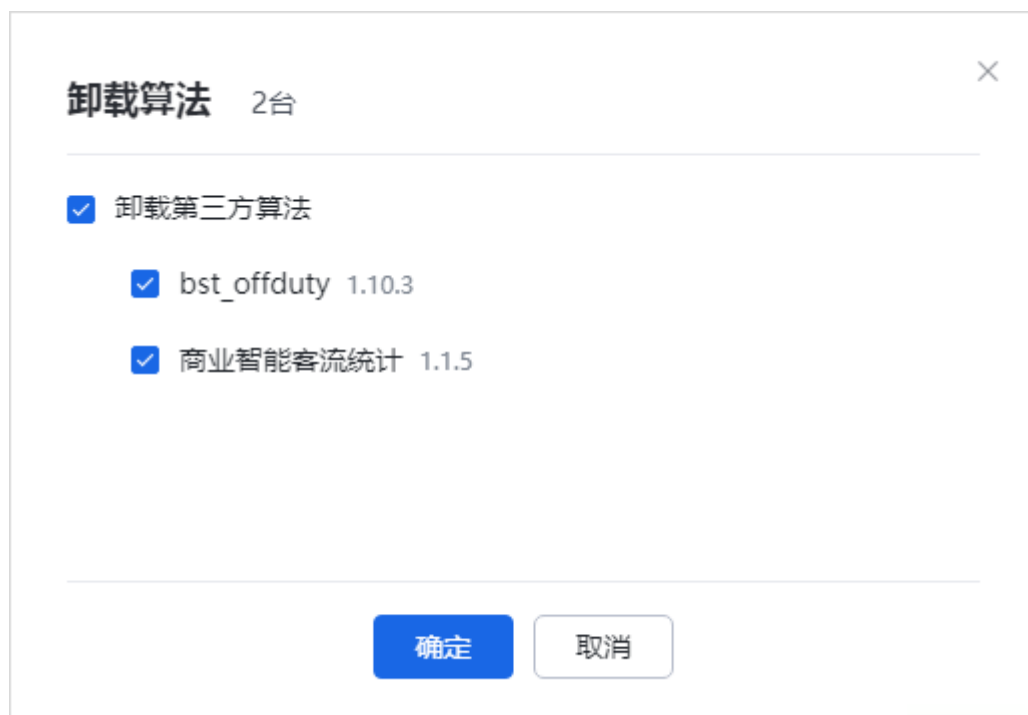 卸载算法 2台
卸载第三方算法
bst_offduty 1.10.3
商业智能客流统计 1.1.5
确定 取消